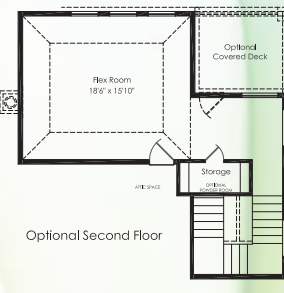 Optional
Covered Deck
Flex Room
18'6" x 15'10"
Storage
ATTIC SPACE
OPTIONAL
POWDER ROOM
Optional Second Floor